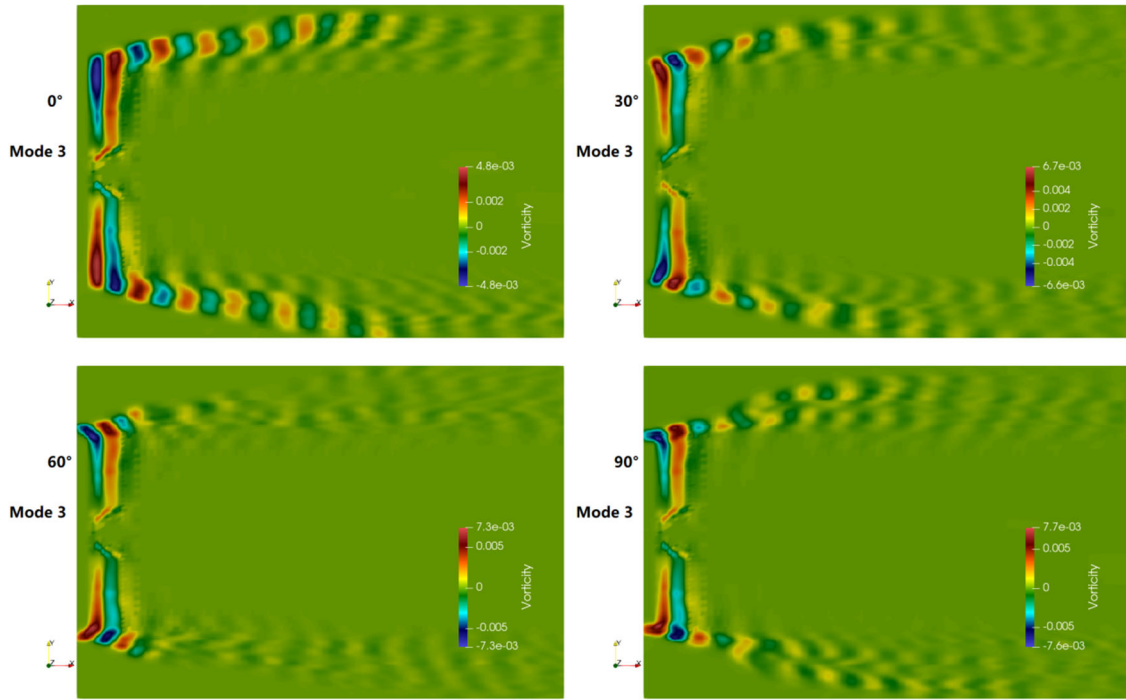 0°
Mode 3
4.8e-03
0.002
0
-0.002
-4.8e-03
Vorticity
Y
Z
X
30°
Mode 3
6.7e-03
0.004
0.002
0
-0.002
-0.004
-6.6e-03
Vorticity
Y
Z
X
60°
Mode 3
7.3e-03
0.005
0
-0.005
-7.3e-03
Vorticity
Y
Z
X
90°
Mode 3
7.7e-03
0.005
0
-0.005
-7.6e-03
Vorticity
Y
Z
X